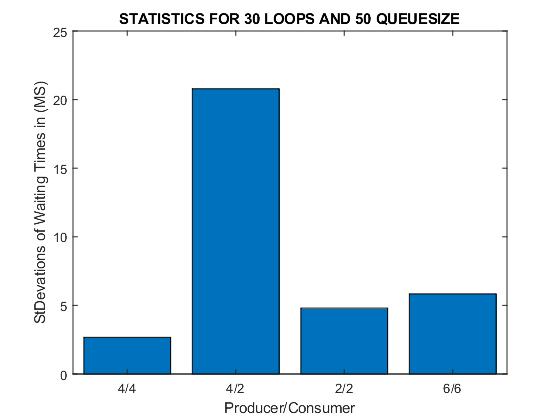 STATISTICS FOR 30 LOOPS AND 50 QUEUESIZE
25
20
15
10
5
0
StDevations of Waiting Times in (MS)
4/4 4/2 2/2 6/6
Producer/Consumer